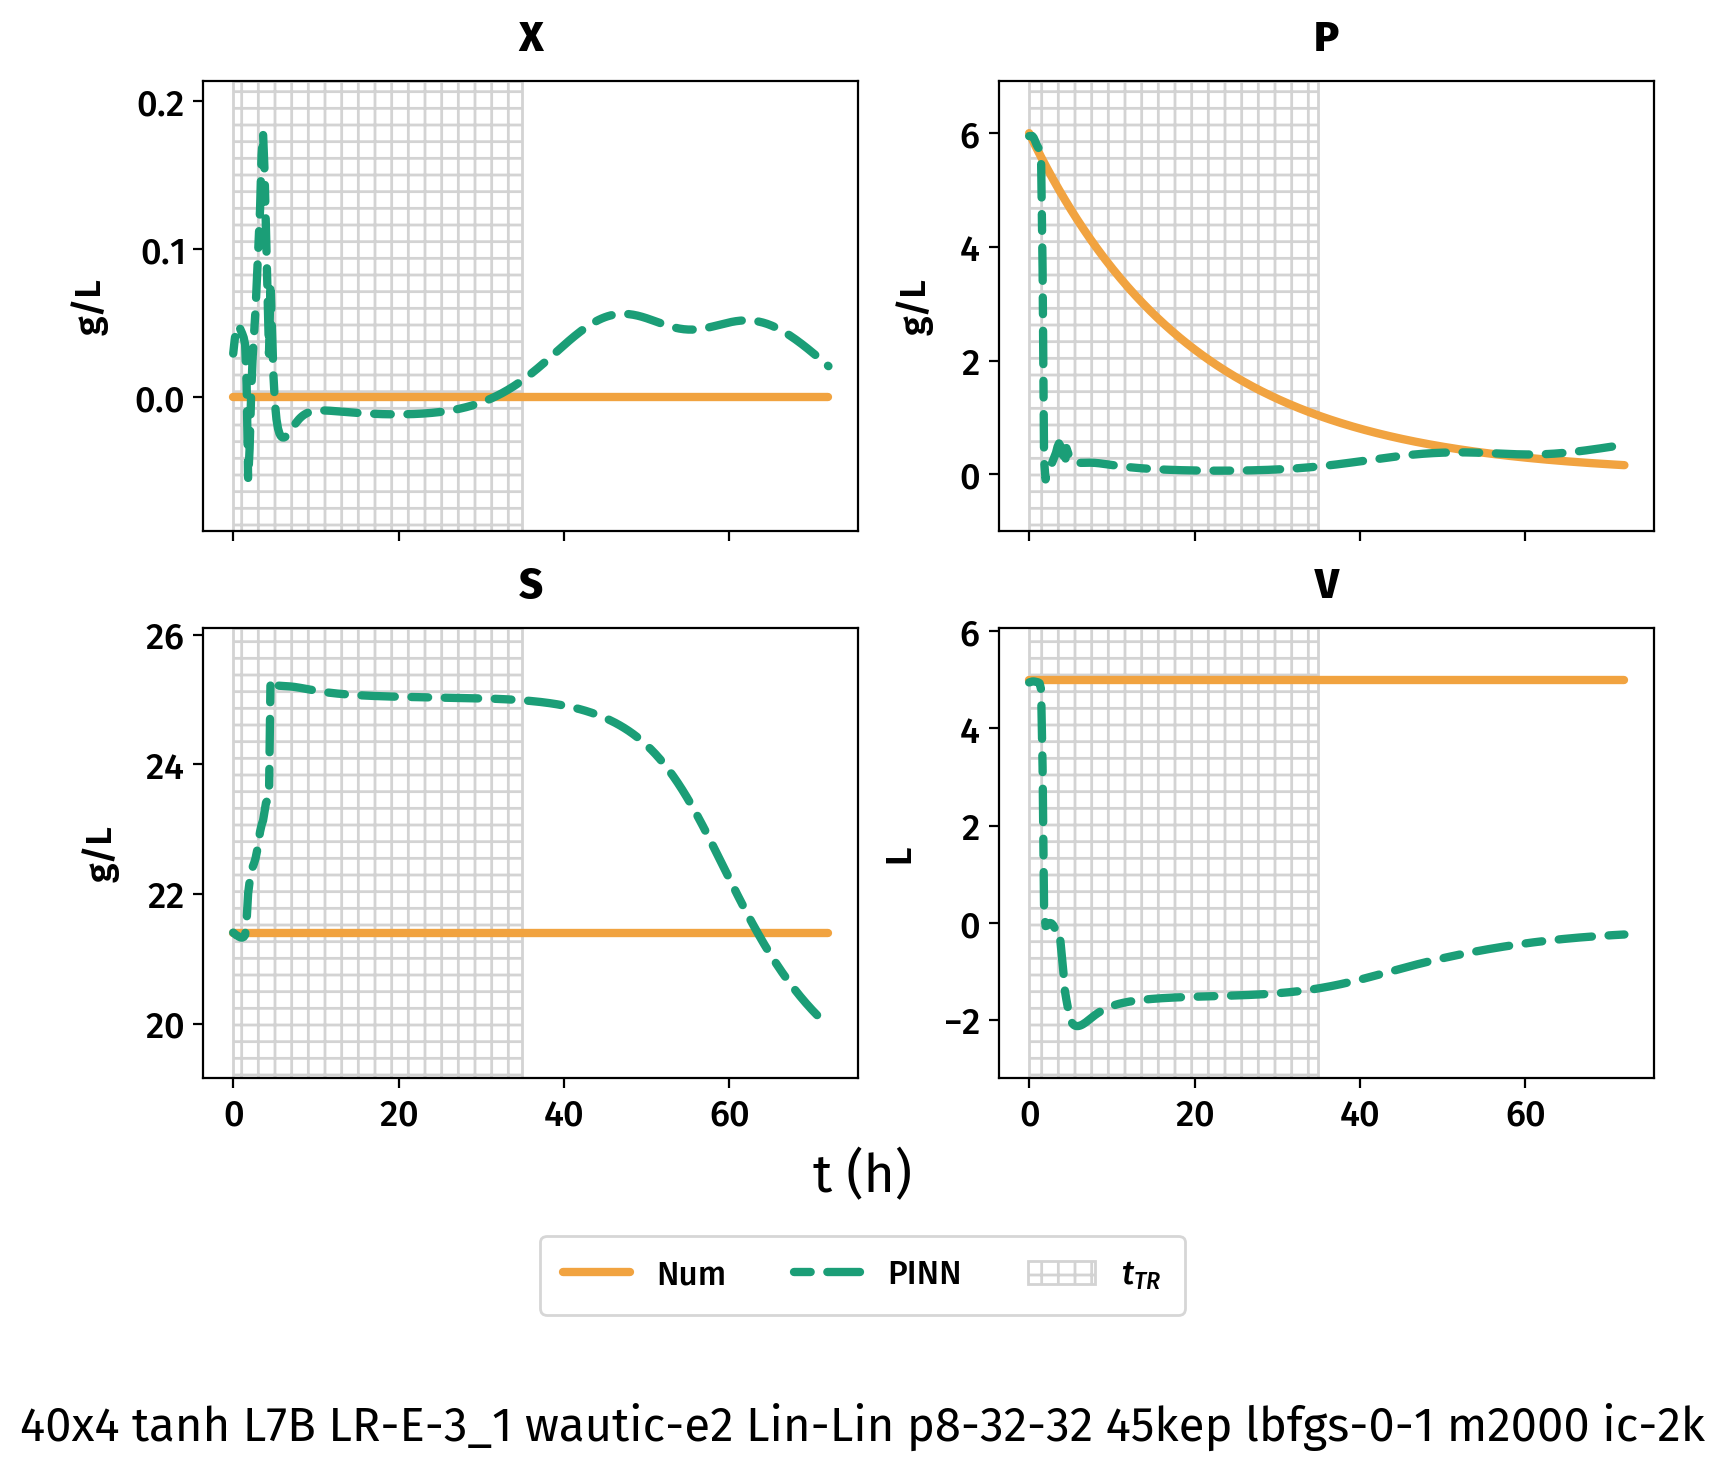 X
P
0.2
0.1
0.0
g/L
6
4
2
0
g/L
S
V
26
24
22
20
g/L
6
4
2
0
−2
L
0 20 40 60
0 20 40 60
t (h)
Num PINN tTR
40x4 tanh L7B LR-E-3_1 wautic-e2 Lin-Lin p8-32-32 45kep lbfgs-0-1 m2000 ic-2k